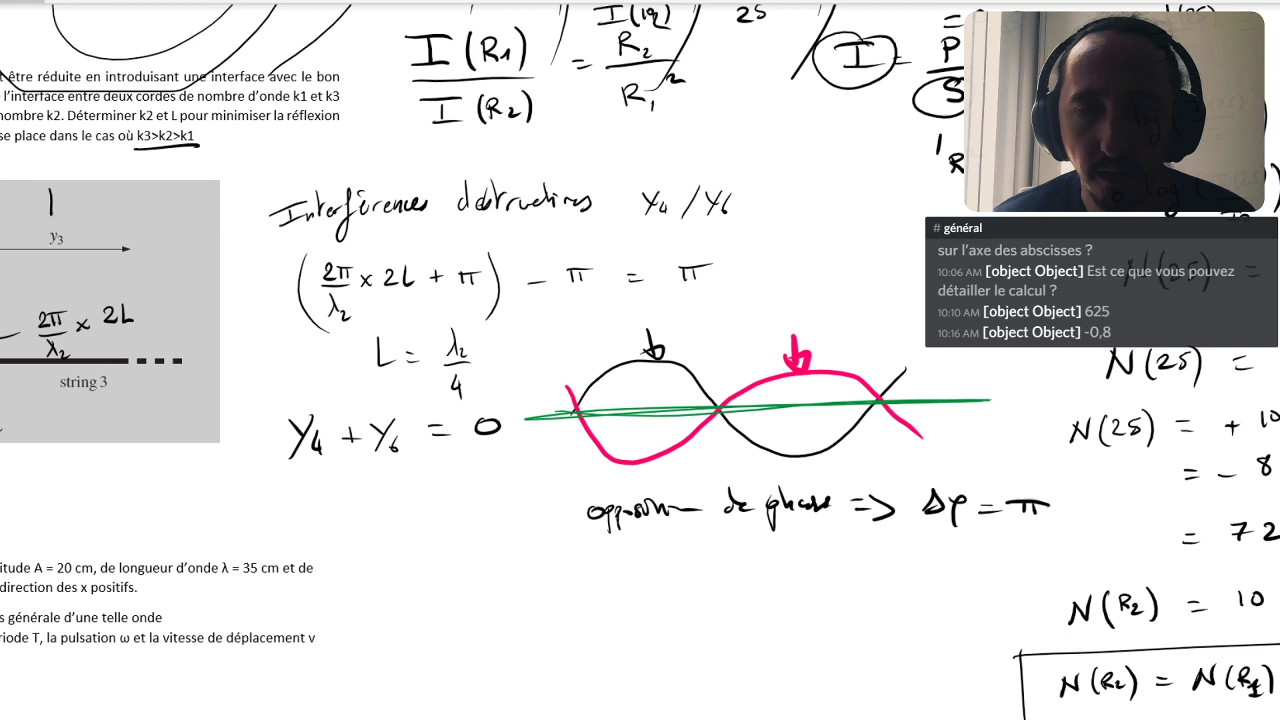 t être réduite en introduisant une interface avec le bon
l'interface entre deux cordes de nombre d'onde k1 et k3
nombre k2. Déterminer k2 et L pour minimiser la réflexion
se place dans le cas où k3>k2>k1
I(R1) / I(R2) = R2 / R1 2
25
I = P / S
1
y3
2π/λ2 × 2L
string 3
Interférences destructives Y4 / Y6
(2π/λ2 × 2L + π) - π = π
L = λ2/4
Y4 + Y6 = 0
opposition de phase => Δφ = π
# général
sur l'axe des abscisses ?
10:06 AM [object Object] Est ce que vous pouvez
détailler le calcul ?
10:10 AM [object Object] 625
10:16 AM [object Object] -0,8
N(25) =
N(25) = + 10
= - 8
= 72
N(R2) = 10
N(R2) = N(R1)
itude A = 20 cm, de longueur d'onde λ = 35 cm et de
direction des x positifs.
s générale d'une telle onde
riode T, la pulsation ω et la vitesse de déplacement v